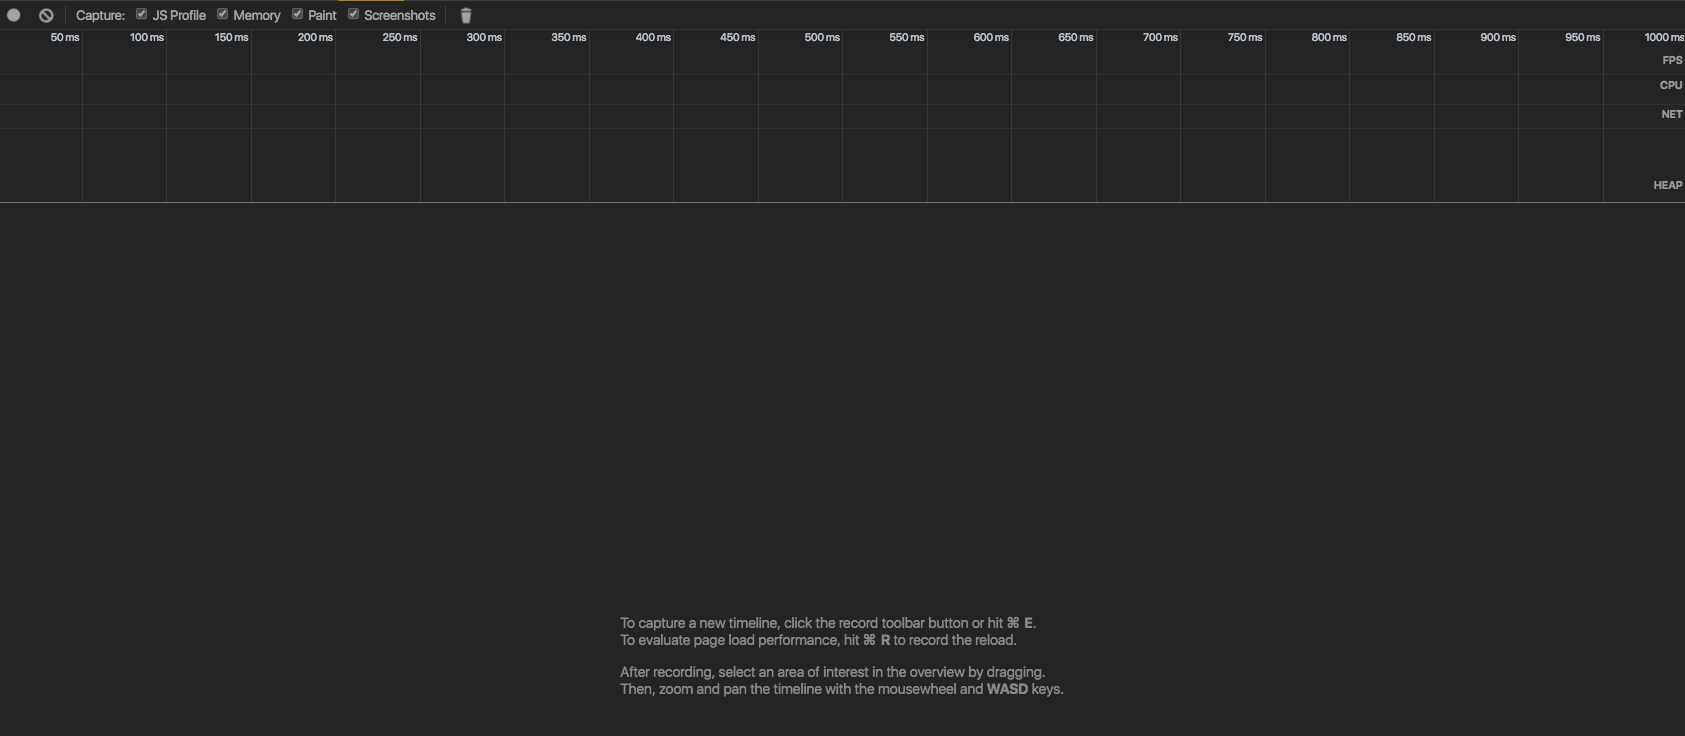 Capture: JS Profile Memory Paint Screenshots
50 ms 100 ms 150 ms 200 ms 250 ms 300 ms 350 ms 400 ms 450 ms 500 ms 550 ms 600 ms 650 ms 700 ms 750 ms 800 ms 850 ms 900 ms 950 ms 1000 ms
FPS
CPU
NET
HEAP
To capture a new timeline, click the record toolbar button or hit ⌘ E.
To evaluate page load performance, hit ⌘ R to record the reload.
After recording, select an area of interest in the overview by dragging.
Then, zoom and pan the timeline with the mousewheel and WASD keys.